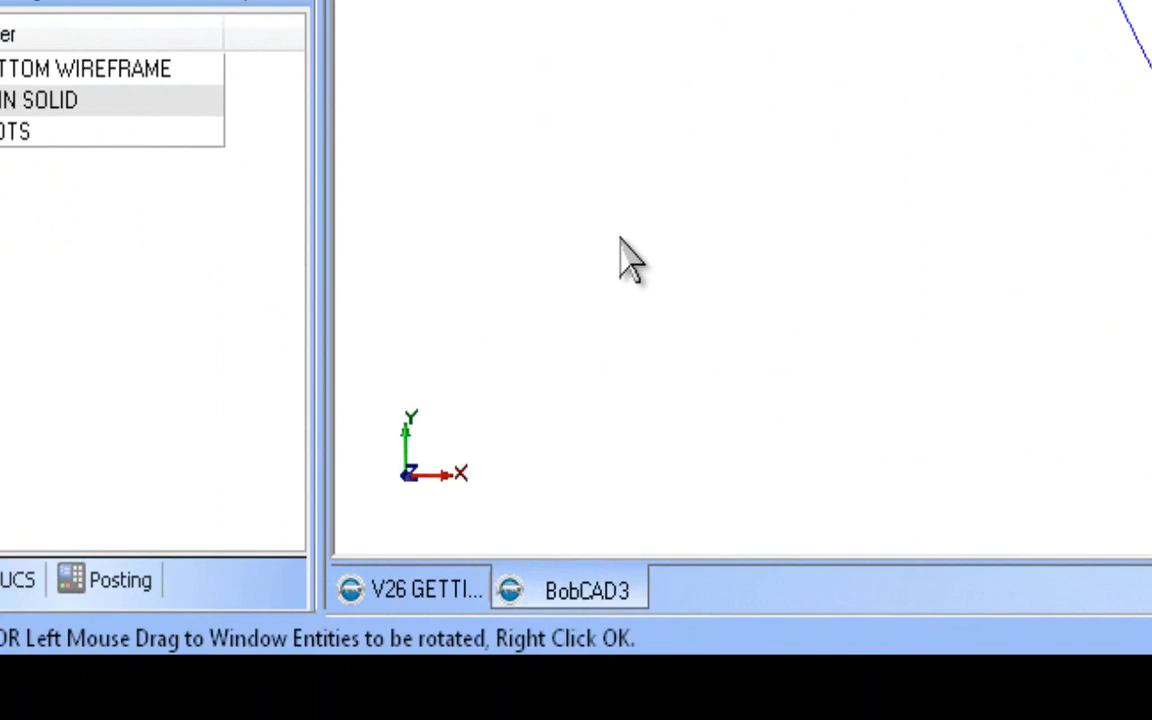 er
TTOM WIREFRAME
IN SOLID
OTS
Y
Z
X
UCS
Posting
V26 GETTI...
BobCAD3
OR Left Mouse Drag to Window Entities to be rotated, Right Click OK.